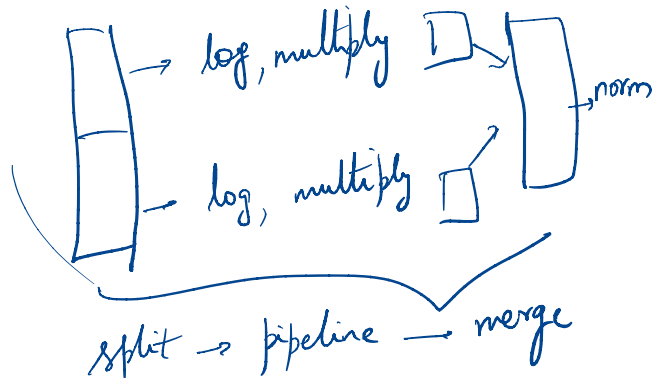 log, multiply
norm
log, multiply
split → pipeline → merge